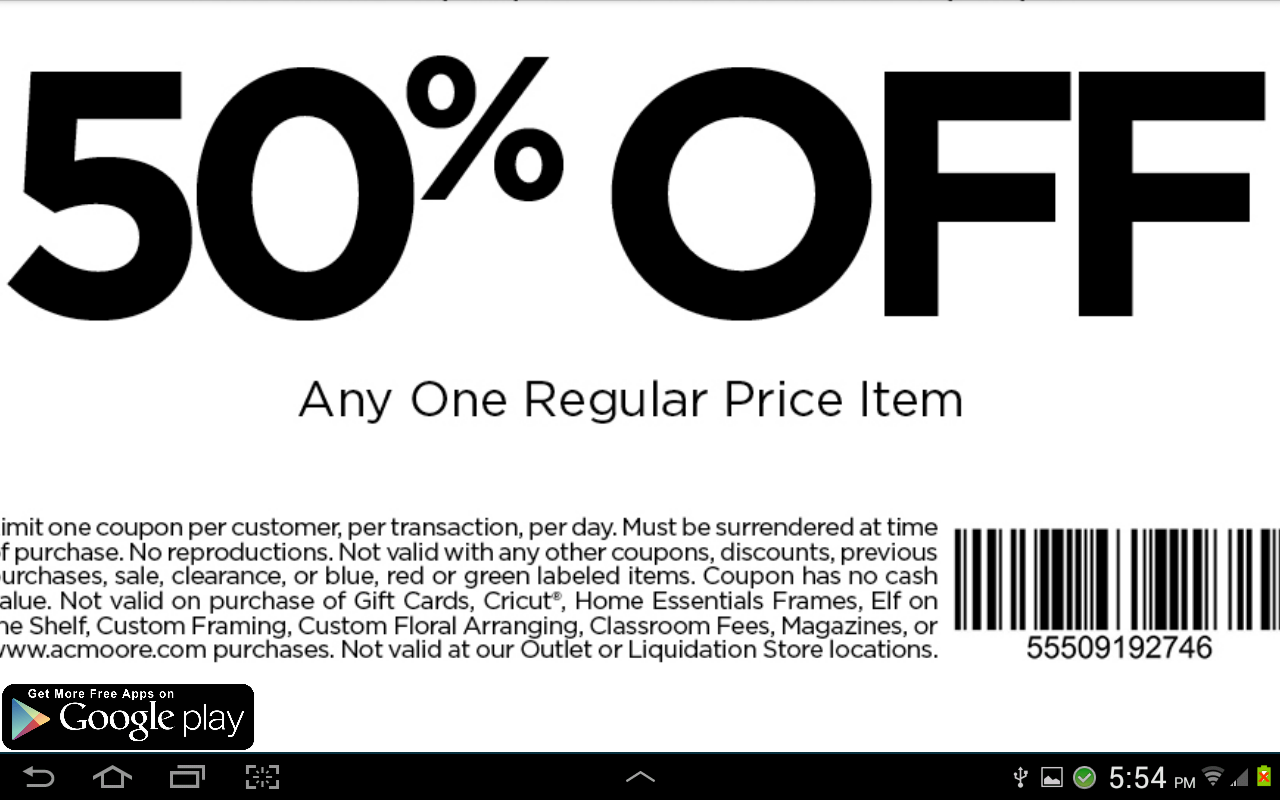 50% OFF
Any One Regular Price Item
imit one coupon per customer, per transaction, per day. Must be surrendered at time
f purchase. No reproductions. Not valid with any other coupons, discounts, previous
urchases, sale, clearance, or blue, red or green labeled items. Coupon has no cash
alue. Not valid on purchase of Gift Cards, Cricut®, Home Essentials Frames, Elf on
he Shelf, Custom Framing, Custom Floral Arranging, Classroom Fees, Magazines, or
www.acmoore.com purchases. Not valid at our Outlet or Liquidation Store locations.
55509192746
Get More Free Apps on
Google play
5:54 PM